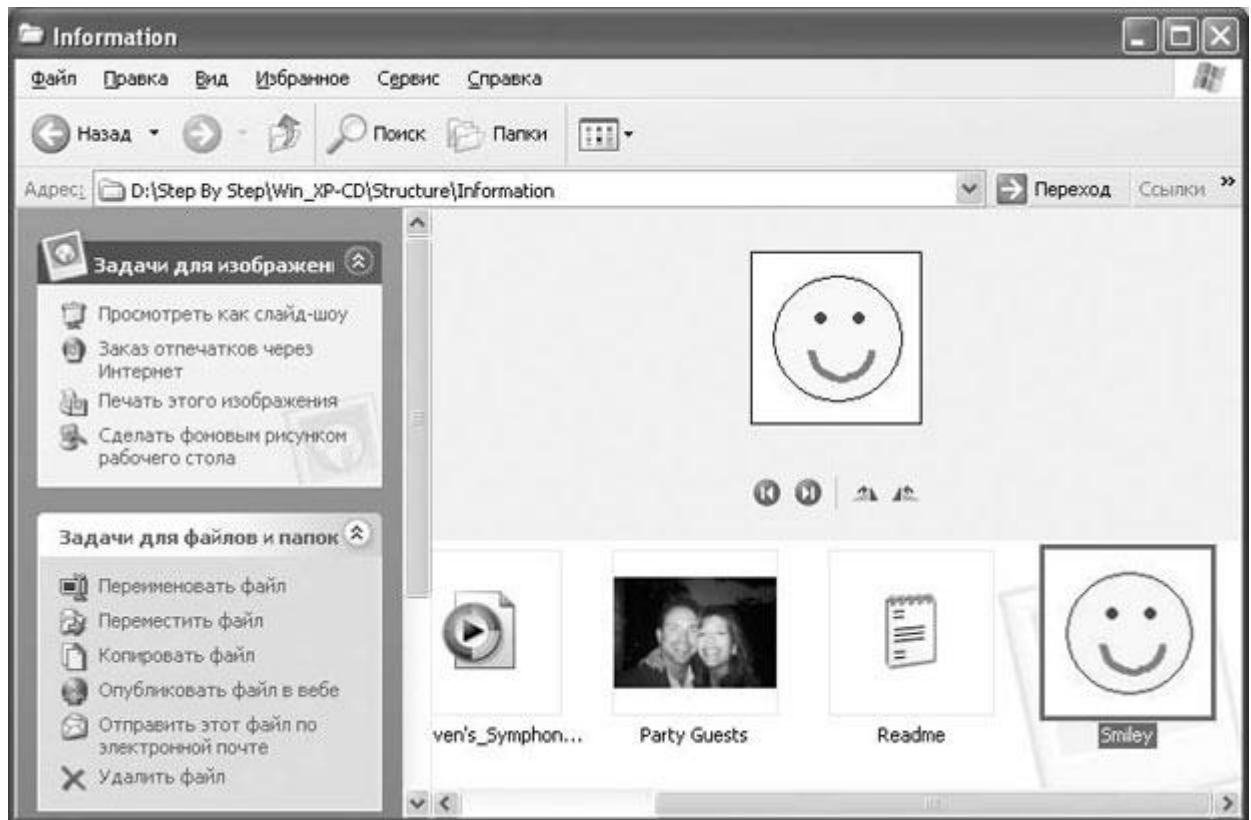 Information
Файл Правка Вид Избранное Сервис Справка
Назад Поиск Папки
Адрес: D:\Step By Step\Win_XP-CD\Structure\Information Переход Ссылки »
Задачи для изображени
Просмотреть как слайд-шоу
Заказ отпечатков через
Интернет
Печать этого изображения
Сделать фоновым рисунком
рабочего стола
Задачи для файлов и папок
Переименовать файл
Переместить файл
Копировать файл
Опубликовать файл в вебе
Отправить этот файл по
электронной почте
Удалить файл
ven's_Symphon... Party Guests Readme Smiley